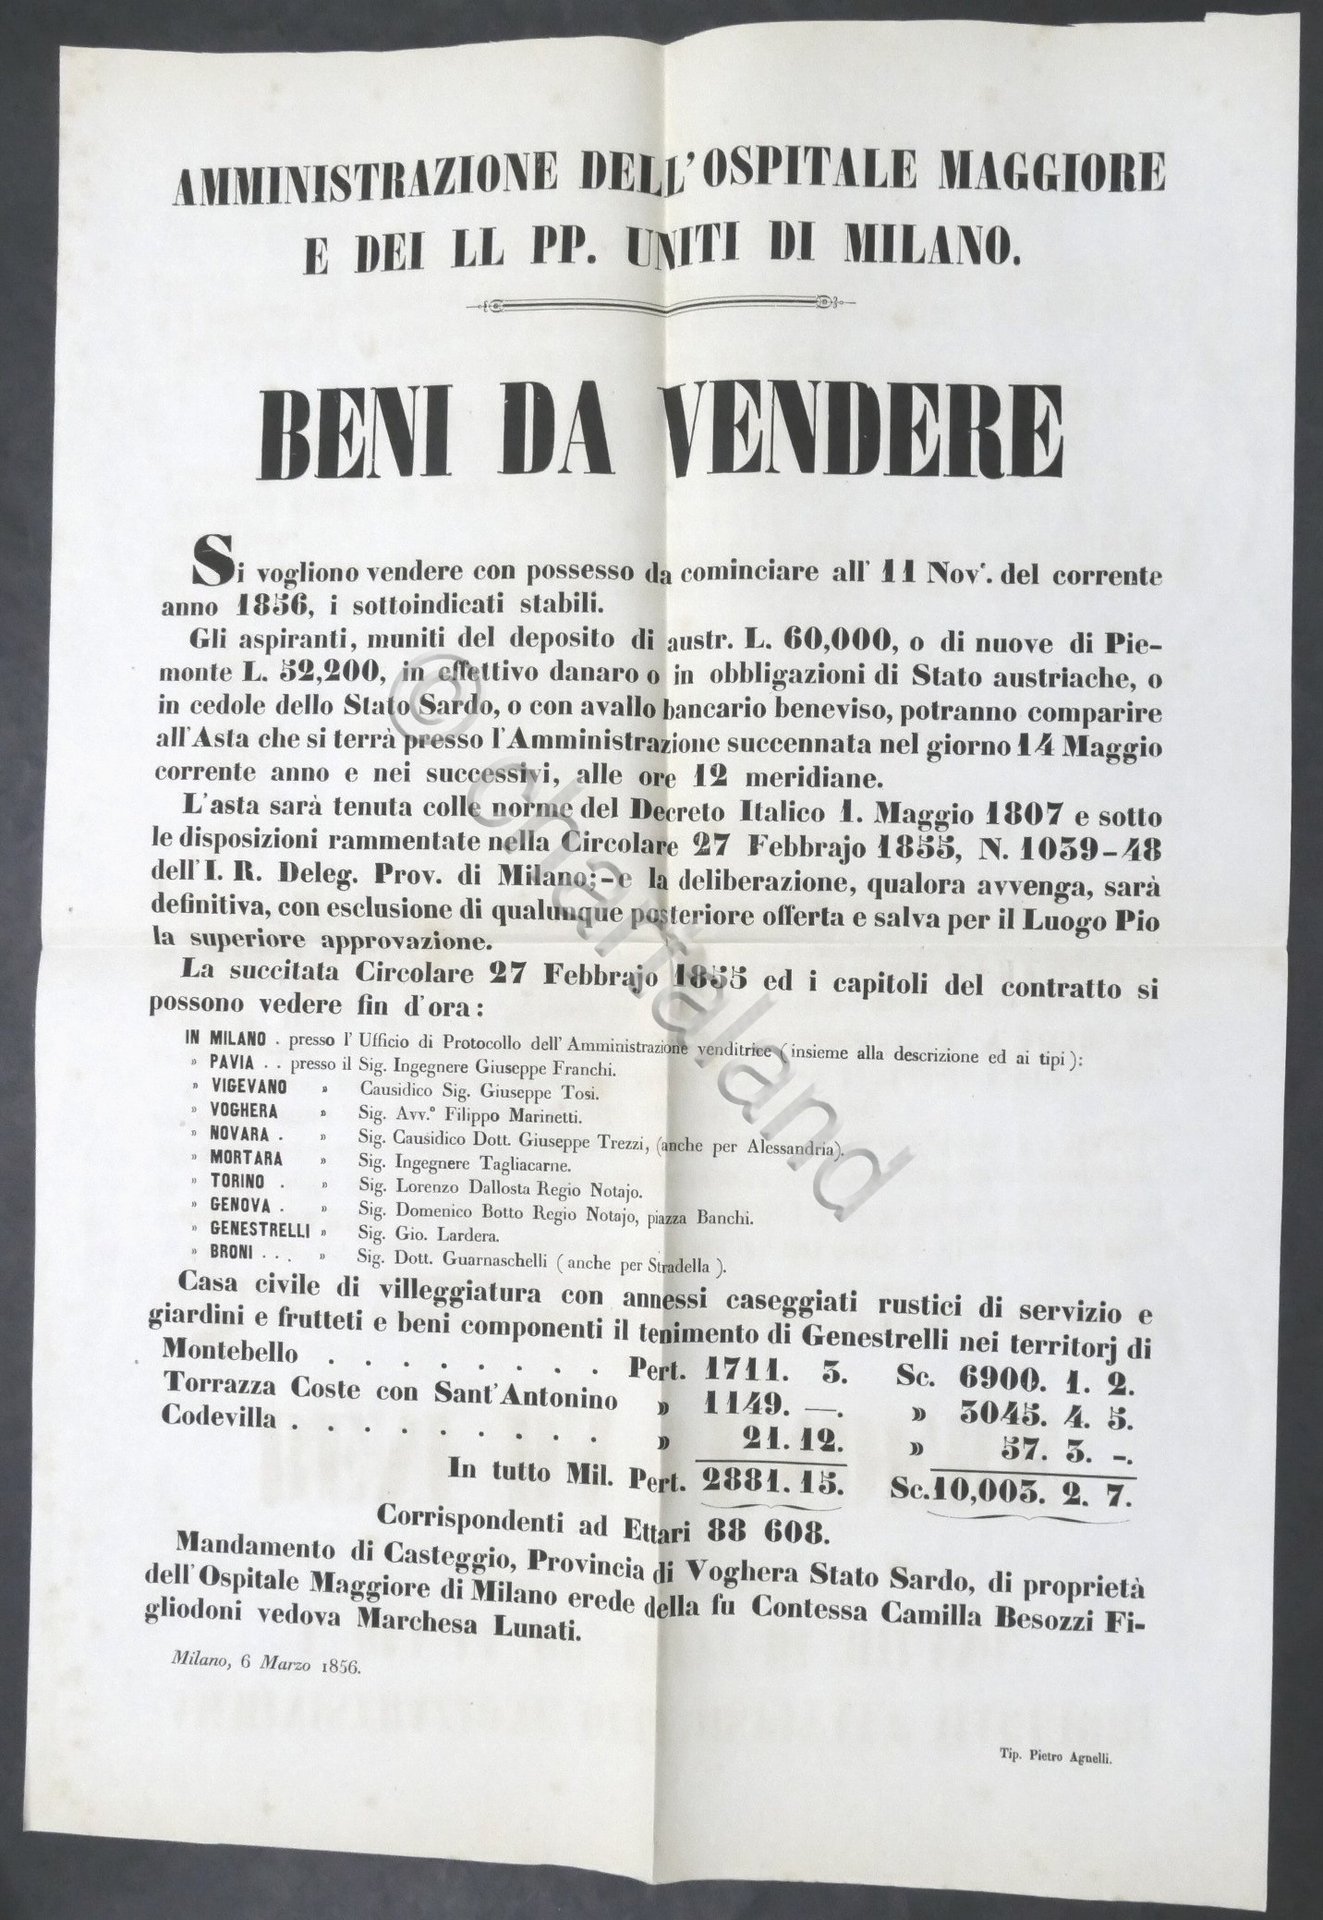 AMMINISTRAZIONE DELL'OSPITALE MAGGIORE
E DEI LL PP. UNITI DI MILANO.
BENI DA VENDERE
Si vogliono vendere con possesso da cominciare all' 11 Nov.e del corrente
anno 1856, i sottoindicati stabili.
Gli aspiranti, muniti del deposito di austr. L. 60,000, o di nuove di Pie-
monte L. 52,200, in effettivo danaro o in obbligazioni di Stato austriache, o
in cedole dello Stato Sardo, o con avallo bancario beneviso, potranno comparire
all'Asta che si terrà presso l'Amministrazione succennata nel giorno 14 Maggio
corrente anno e nei successivi, alle ore 12 meridiane.
L'asta sarà tenuta colle norme del Decreto Italico 1. Maggio 1807 e sotto
le disposizioni rammentate nella Circolare 27 Febbrajo 1855, N. 1039-48
dell'I. R. Deleg. Prov. di Milano;-e la deliberazione, qualora avvenga, sarà
definitiva, con esclusione di qualunque posteriore offerta e salva per il Luogo Pio
la superiore approvazione.
La succitata Circolare 27 Febbrajo 1855 ed i capitoli del contratto si
possono vedere fin d'ora:
IN MILANO . presso l' Ufficio di Protocollo dell' Amministrazione venditrice (insieme alla descrizione ed ai tipi):
» PAVIA . . presso il Sig. Ingegnere Giuseppe Franchi.
» VIGEVANO » Causidico Sig. Giuseppe Tosi.
» VOGHERA » Sig. Avv.º Filippo Marinetti.
» NOVARA . » Sig. Causidico Dott. Giuseppe Trezzi, (anche per Alessandria).
» MORTARA » Sig. Ingegnere Tagliacarne.
» TORINO . » Sig. Lorenzo Dallosta Regio Notajo.
» GENOVA . » Sig. Domenico Botto Regio Notajo, piazza Banchi.
» GENESTRELLI » Sig. Gio. Lardera.
» BRONI . . . » Sig. Dott. Guarnaschelli (anche per Stradella).
Casa civile di villeggiatura con annessi caseggiati rustici di servizio e
giardini e frutteti e beni componenti il tenimento di Genestrelli nei territorj di
Montebello . . . . . . . . Pert. 1711. 3. Sc. 6900. 1. 2.
Torrazza Coste con Sant'Antonino » 1149. —. » 3045. 4. 5.
Codevilla . . . . . . . . . » 21. 12. » 57. 3. -.
In tutto Mil. Pert. 2881. 15. Sc.10,003. 2. 7.
Corrispondenti ad Ettari 88 608.
Mandamento di Casteggio, Provincia di Voghera Stato Sardo, di proprietà
dell'Ospitale Maggiore di Milano erede della fu Contessa Camilla Besozzi Fi-
gliodoni vedova Marchesa Lunati.
Milano, 6 Marzo 1856.
Tip. Pietro Agnelli.
© chartaland